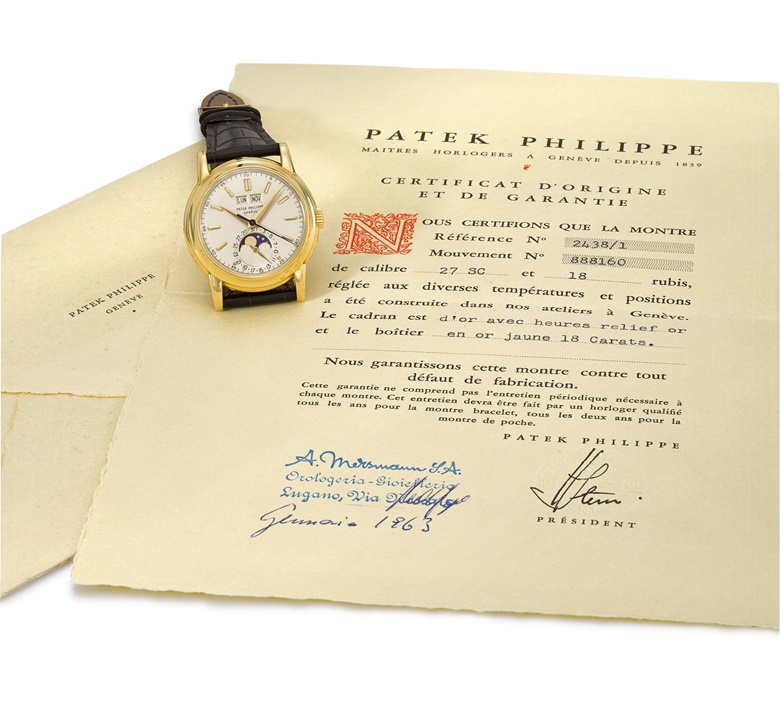 PATEK PHILIPPE
MAITRES HORLOGERS A GENÈVE DEPUIS 1839
CERTIFICAT D'ORIGINE
ET DE GARANTIE
NOUS CERTIFIONS QUE LA MONTRE
Référence Nº 2438/1
Mouvement Nº 888160
de calibre 27 SC et 18 rubis,
réglée aux diverses températures et positions
a été construite dans nos ateliers à Genève.
Le cadran est d'or avec heures relief or
et le boîtier en or jaune 18 Carats.
Nous garantissons cette montre contre tout
défaut de fabrication.
Cette garantie ne comprend pas l'entretien périodique nécessaire à
chaque montre. Cet entretien devra être fait par un horloger qualifié
tous les ans pour la montre bracelet, tous les deux ans pour la
montre de poche.
PATEK PHILIPPE
PRÉSIDENT
A. Mersmann S.A.
Orologeria-Gioielleria
Lugano, Via
Gennaio 1963
PATEK PHILIPPE
GENÈVE
LUN NOV
PATEK PHILIPPE
GENÈVE